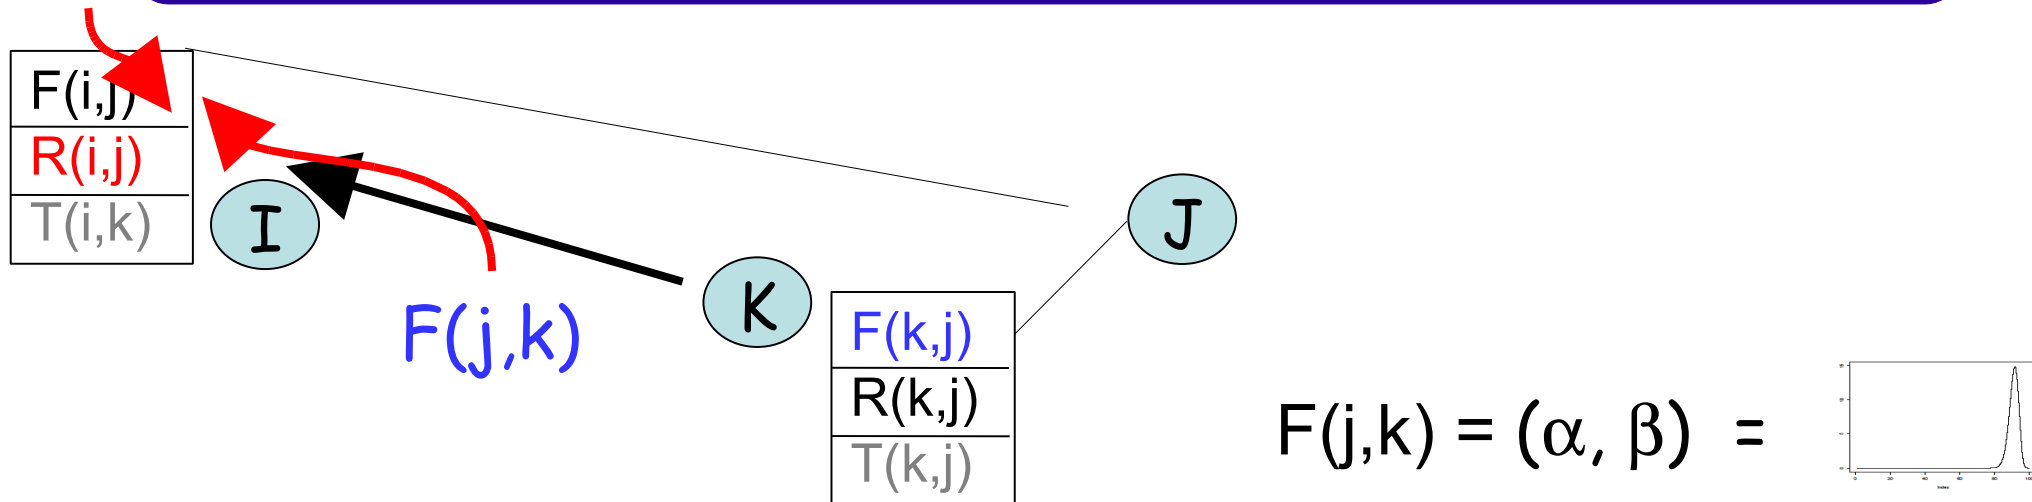 F(i,j)
R(i,j)
T(i,k)
I
J
K
F(j,k)
F(k,j)
R(k,j)
T(k,j)
F(j,k) = (α, β) =